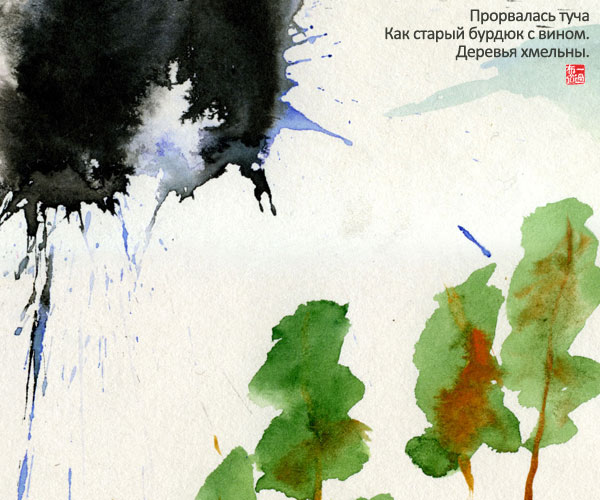 Прорвалась туча
Как старый бурдюк с вином.
Деревья хмельны.